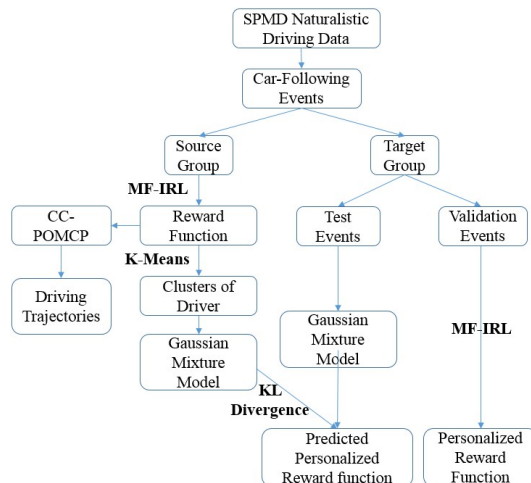 SPMD Naturalistic
Driving Data
Car-Following
Events
Source
Group
Target
Group
MF-IRL
CC-
POMCP
Reward
Function
Test
Events
Validation
Events
K-Means
Driving
Trajectories
Clusters of
Driver
Gaussian
Mixture
Model
Gaussian
Mixture
Model
MF-IRL
KL
Divergence
Predicted
Personalized
Reward function
Personalized
Reward
Function